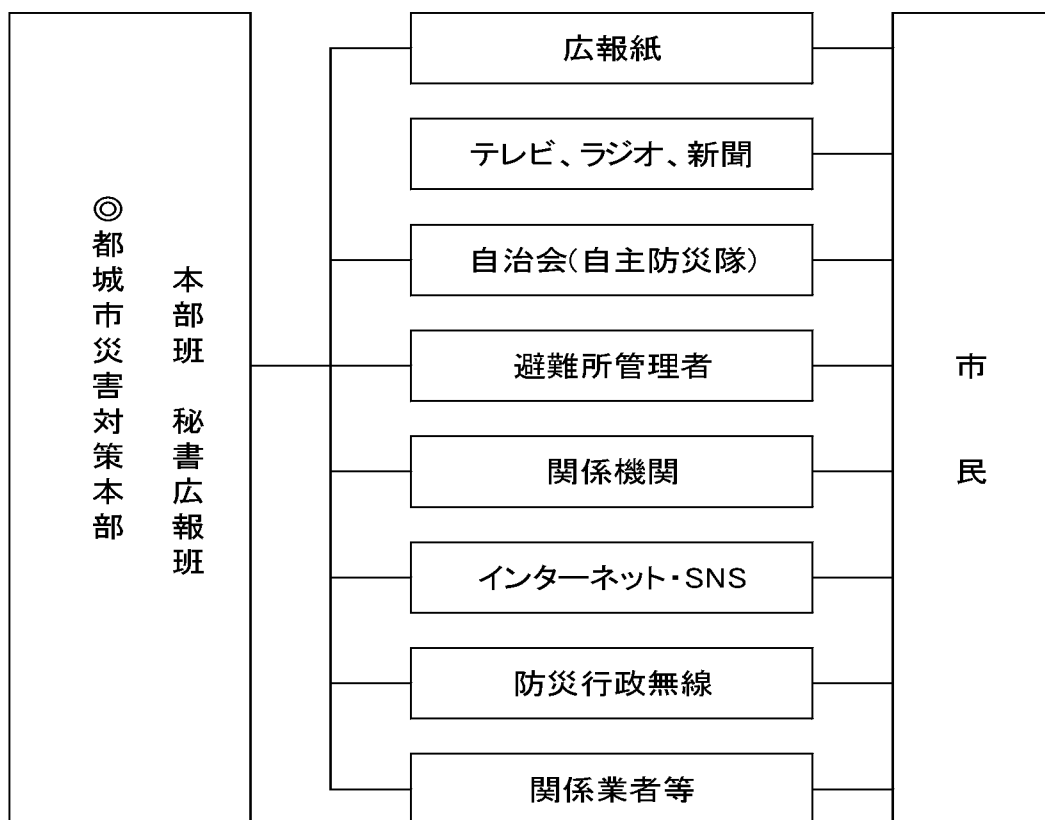 ◎都城市災害対策本部
本部班　秘書広報班
広報紙
テレビ、ラジオ、新聞
自治会(自主防災隊)
避難所管理者
関係機関
インターネット・SNS
防災行政無線
関係業者等
市民